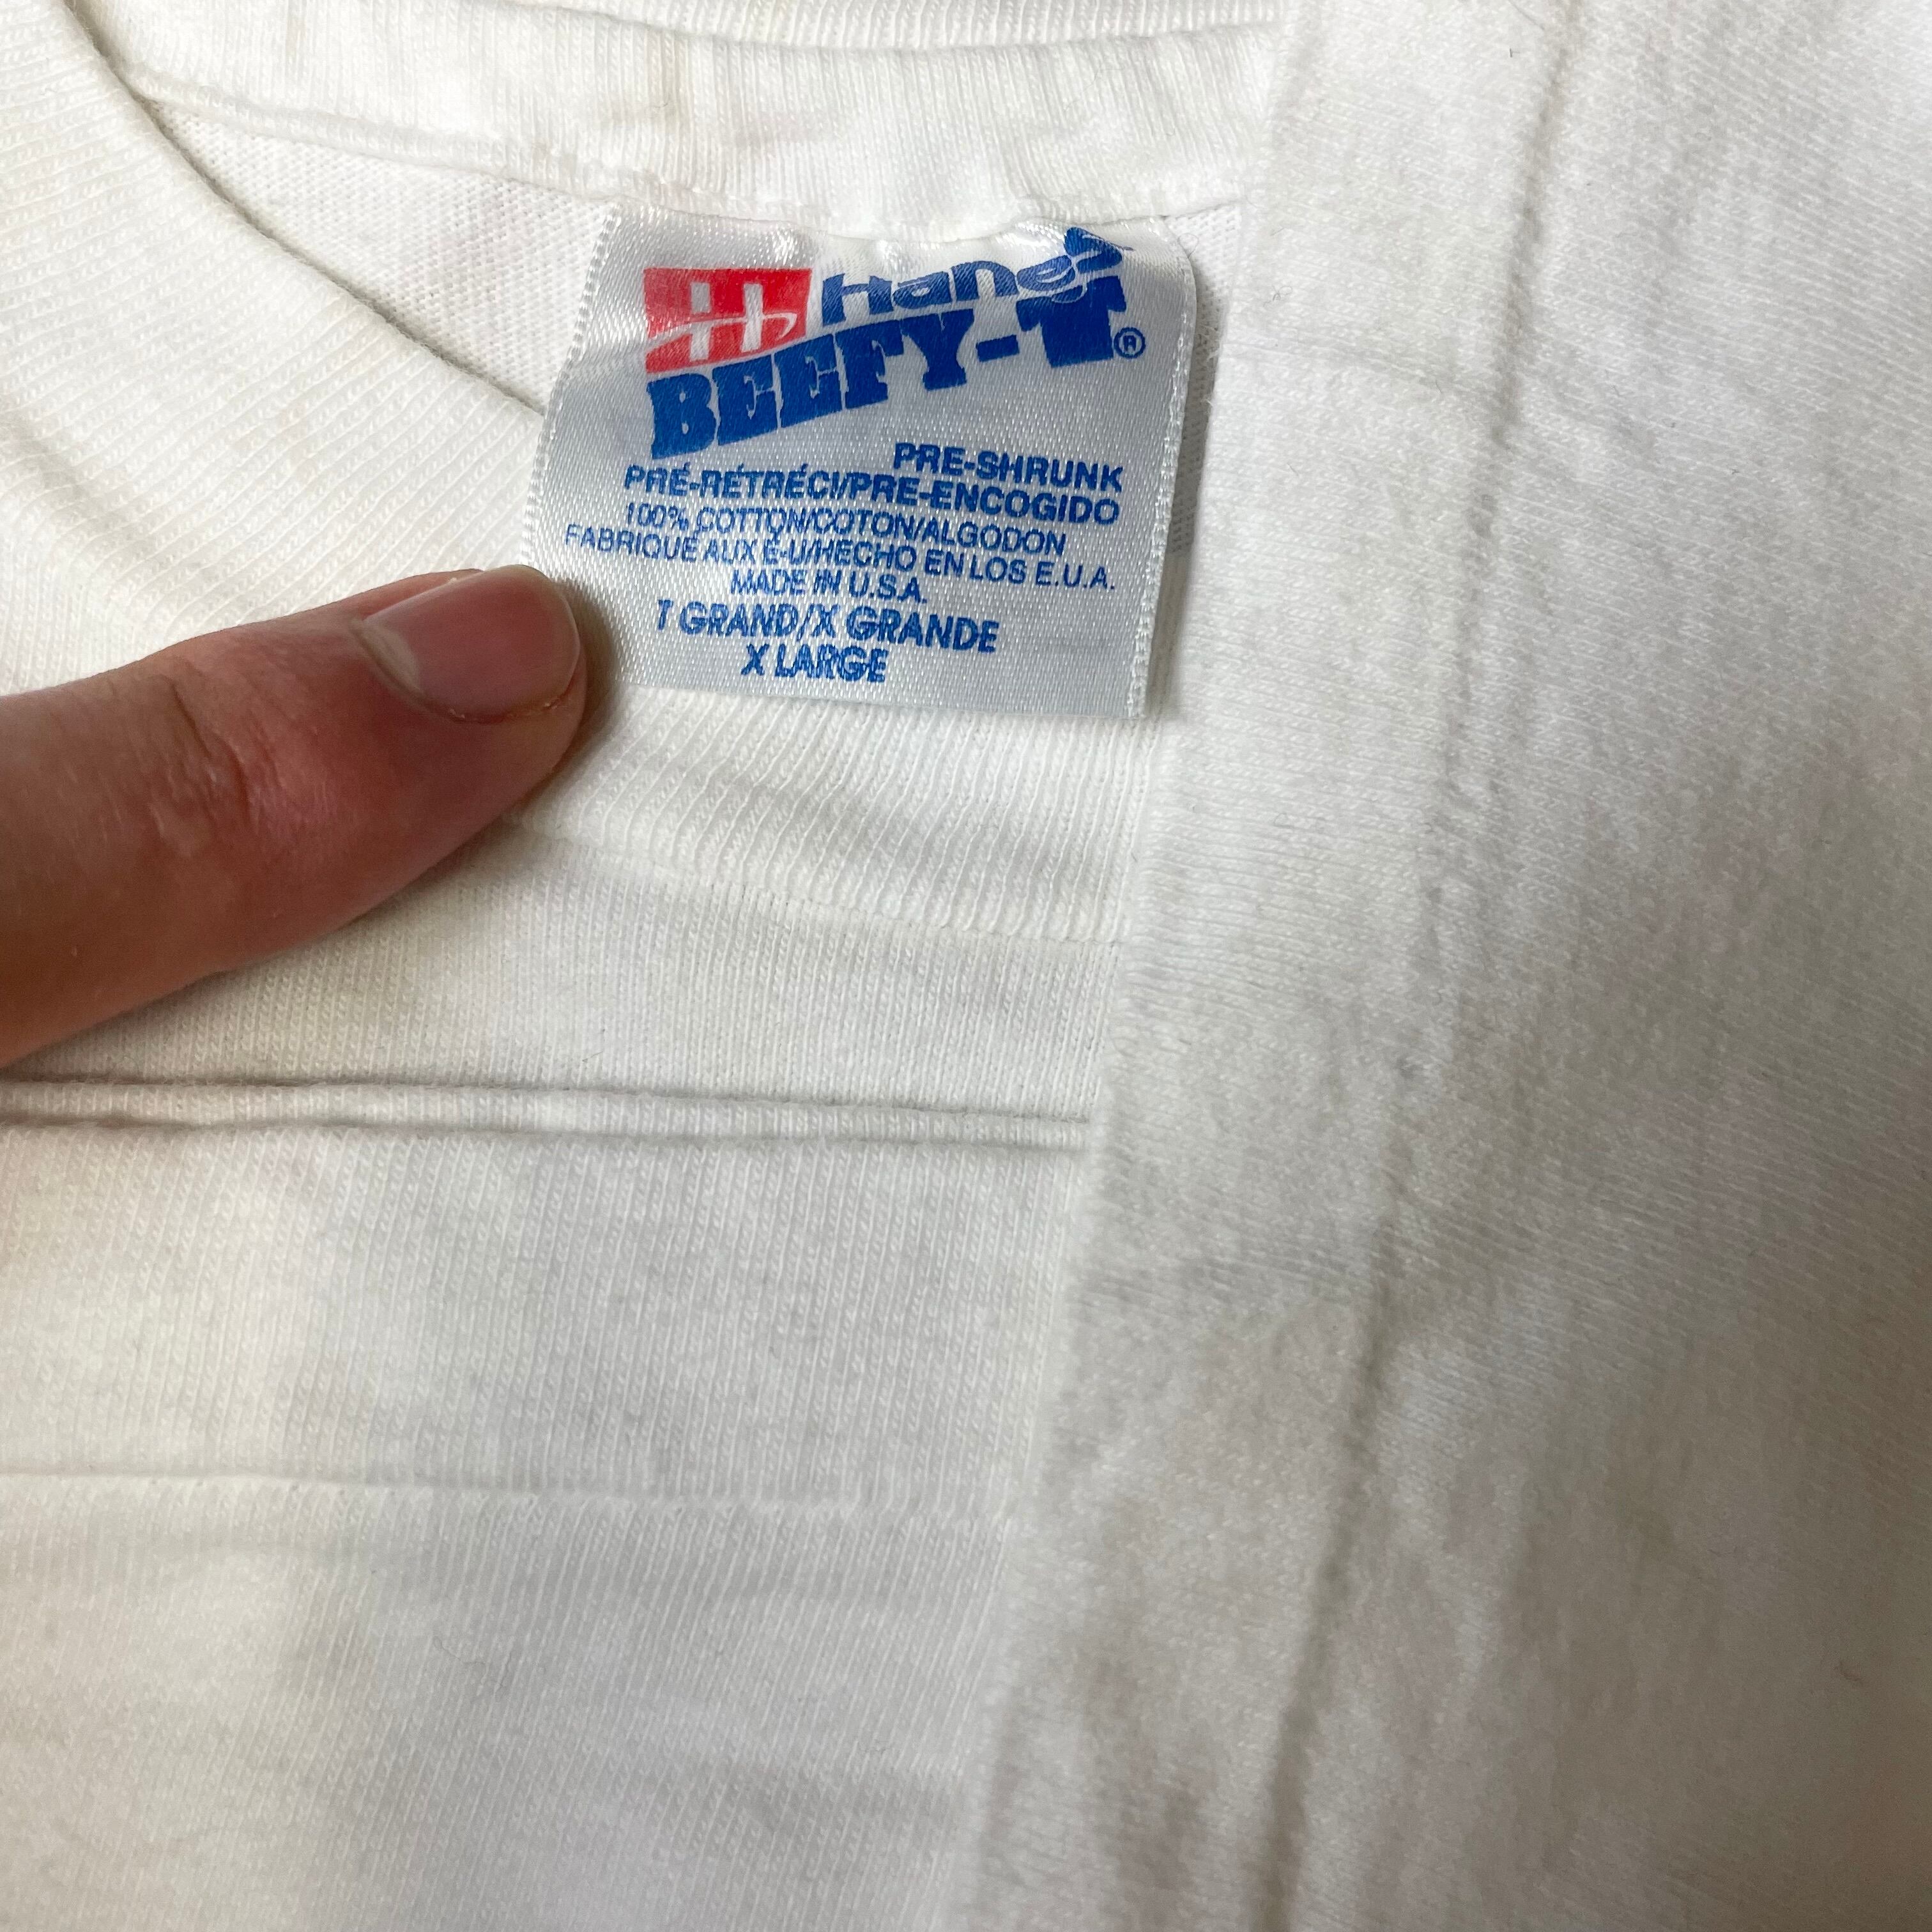 Hanes
BEEFY-T®
PRE-SHRUNK
PRÉ-RÉTRÉCI/PRE-ENCOGIDO
100% COTTON/COTON/ALGODON
FABRIQUÉ AUX É-U/HECHO EN LOS E.U.A.
MADE IN U.S.A.
T GRAND/X GRANDE
X LARGE